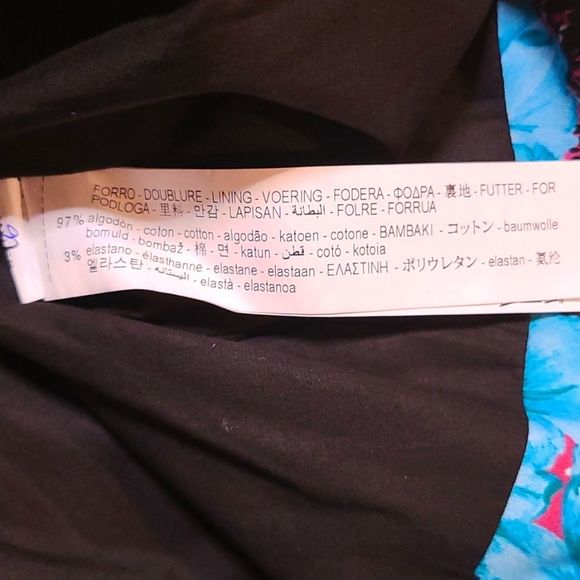 FORRO - DOUBLURE - LINING - VOERING - FODERA - ΦΟΔΡΑ - 裏地 - FUTTER - FOR
PODLOGA - 里料 - 안감 - LAPISAN - البطانة - FOLRE - FORRUA
97% algodón - coton - cotton - algodão - katoen - cotone - BAMBAKI - コットン - baumwolle
bomuld - bombaž - 棉 - 면 - katun - قطن - cotó - kotoia
3% elastano - élasthanne - elastane - elastaan - ΕΛΑΣΤΙΝΗ - ポリウレタン - elastan - 氨纶
엘라스탄 - الیستانه - elastà - elastanoa